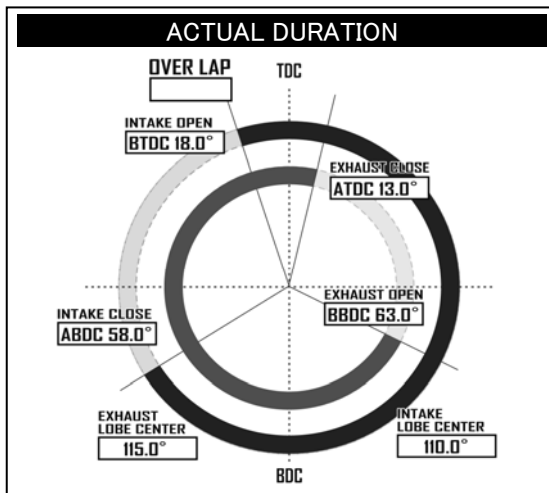 ACTUAL DURATION
OVER LAP
TDC
INTAKE OPEN
BTDC 18.0°
EXHAUST CLOSE
ATDC 13.0°
EXHAUST OPEN
BBDC 63.0°
INTAKE CLOSE
ABDC 58.0°
EXHAUST
LOBE CENTER
115.0°
INTAKE
LOBE CENTER
110.0°
BDC